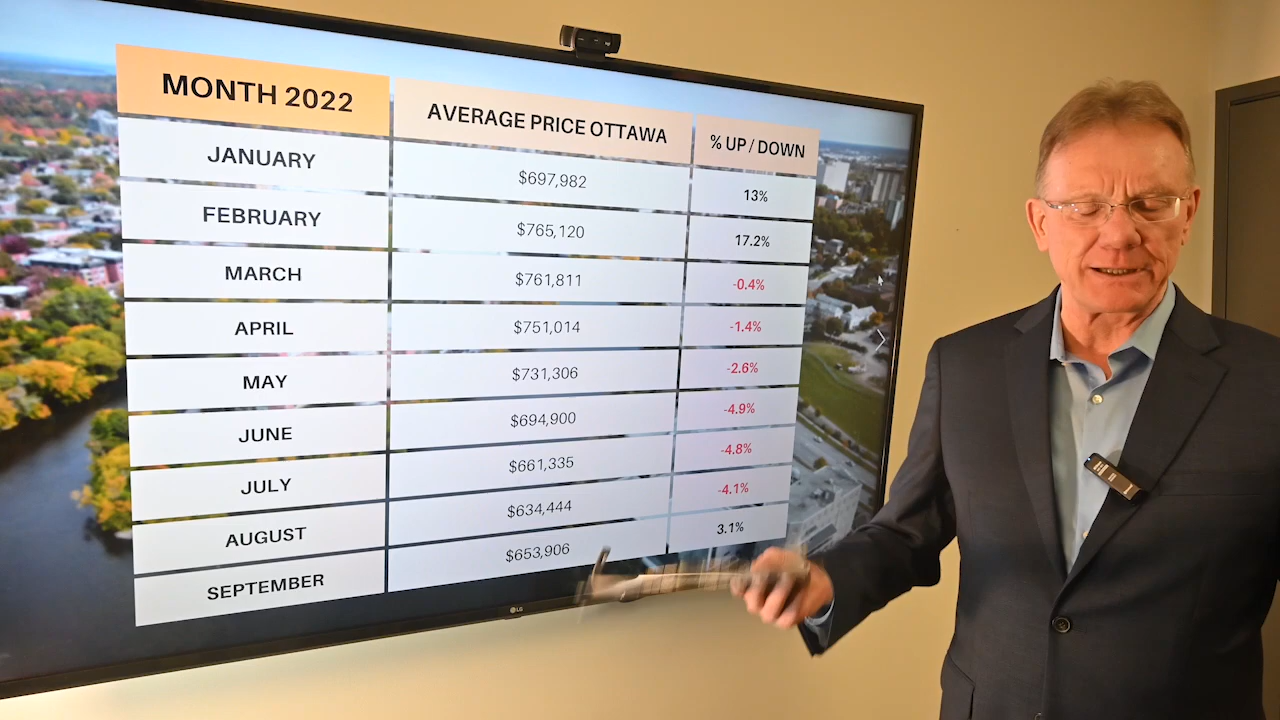 MONTH 2022 AVERAGE PRICE OTTAWA % UP / DOWN
JANUARY $697,982 13%
FEBRUARY $765,120 17.2%
MARCH $761,811 -0.4%
APRIL $751,014 -1.4%
MAY $731,306 -2.6%
JUNE $694,900 -4.9%
JULY $661,335 -4.8%
AUGUST $634,444 -4.1%
SEPTEMBER $653,906 3.1%
LG